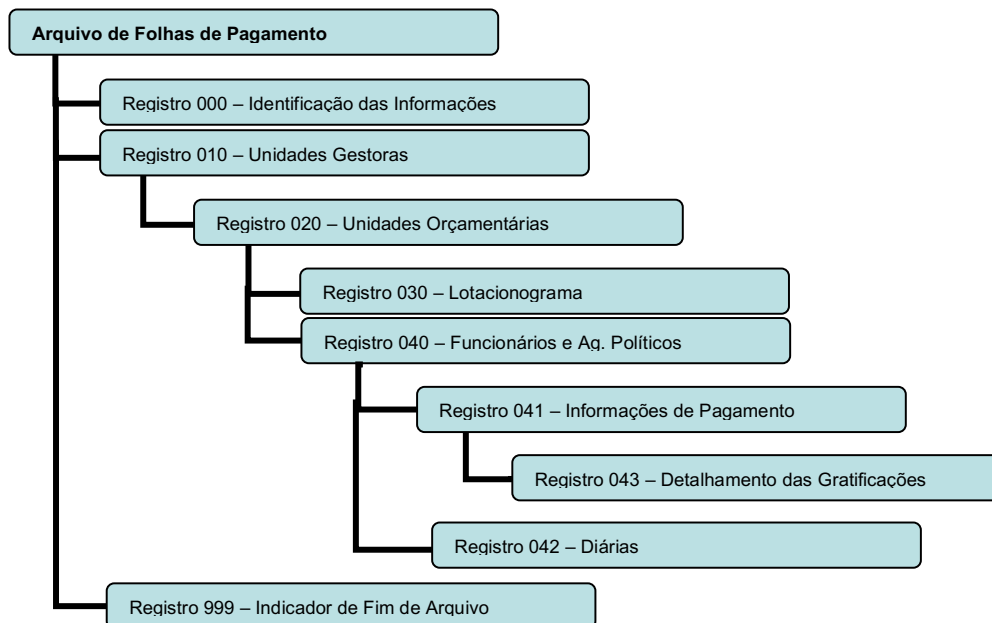 Arquivo de Folhas de Pagamento
Registro 000 – Identificação das Informações
Registro 010 – Unidades Gestoras
Registro 020 – Unidades Orçamentárias
Registro 030 – Lotacionograma
Registro 040 – Funcionários e Ag. Políticos
Registro 041 – Informações de Pagamento
Registro 043 – Detalhamento das Gratificações
Registro 042 – Diárias
Registro 999 – Indicador de Fim de Arquivo